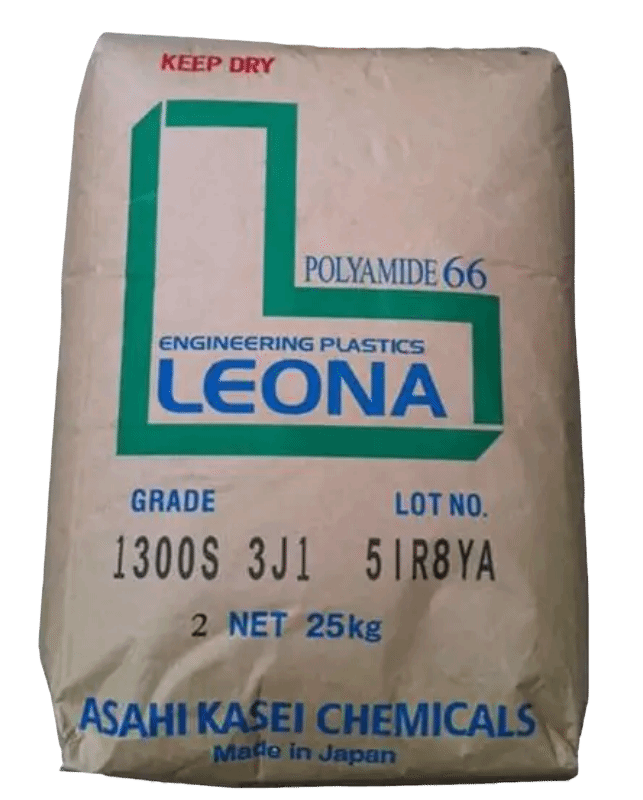 KEEP DRY
POLYAMIDE 66
ENGINEERING PLASTICS
LEONA
GRADE LOT NO.
1300S 3J1 51R8YA
2 NET 25kg
ASAHI KASEI CHEMICALS
Made in Japan